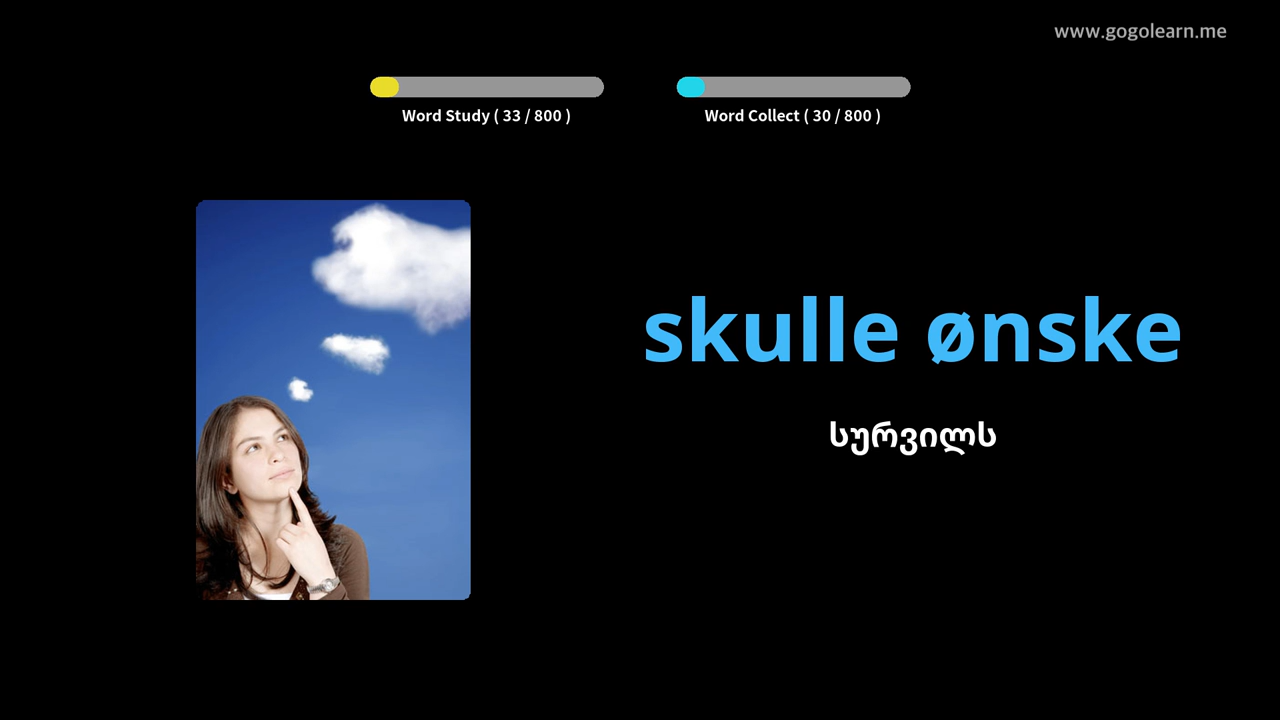 www.gogolearn.me
Word Study ( 33 / 800 )
Word Collect ( 30 / 800 )
skulle ønske
სურვილს